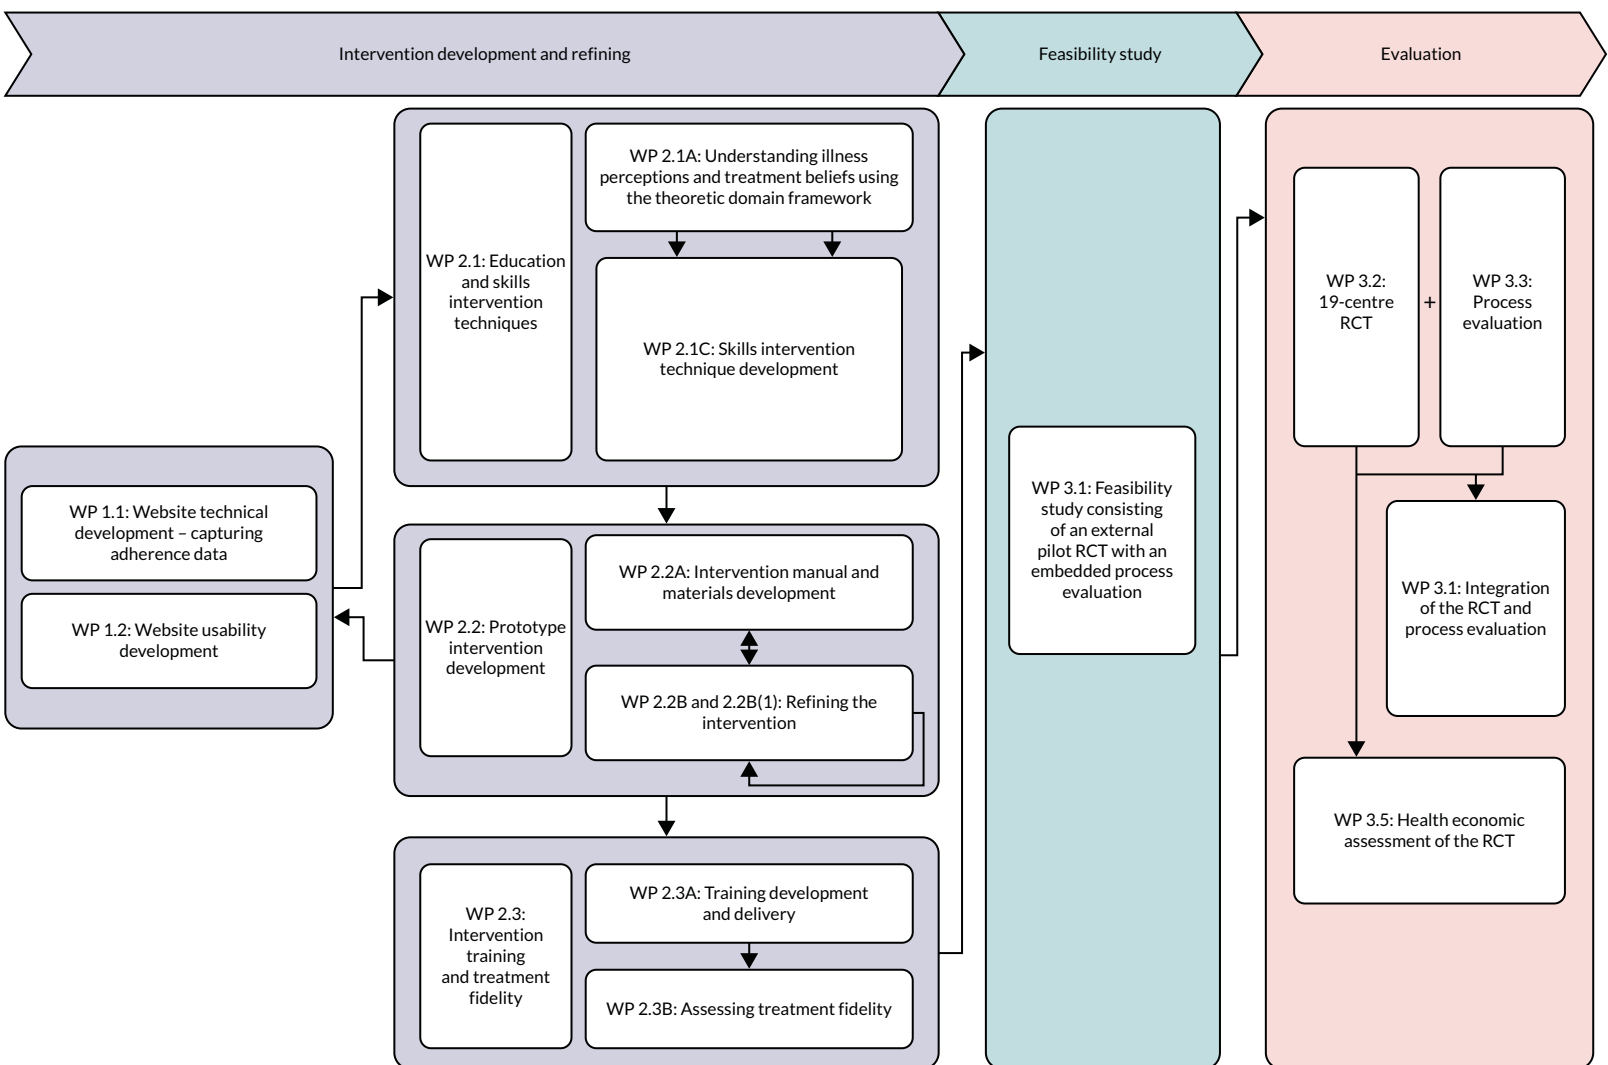 Intervention development and refining
Feasibility study
Evaluation
WP 1.1: Website technical
development – capturing
adherence data
WP 1.2: Website usability
development
WP 2.1: Education
and skills
intervention
techniques
WP 2.1A: Understanding illness
perceptions and treatment beliefs using
the theoretic domain framework
WP 2.1C: Skills intervention
technique development
WP 2.2: Prototype
intervention
development
WP 2.2A: Intervention manual and
materials development
WP 2.2B and 2.2B(1): Refining the
intervention
WP 2.3:
Intervention
training
and treatment
fidelity
WP 2.3A: Training development
and delivery
WP 2.3B: Assessing treatment fidelity
WP 3.1: Feasibility
study consisting
of an external
pilot RCT with an
embedded process
evaluation
WP 3.2:
19-centre
RCT
+
WP 3.3:
Process
evaluation
WP 3.1: Integration
of the RCT and
process evaluation
WP 3.5: Health economic
assessment of the RCT